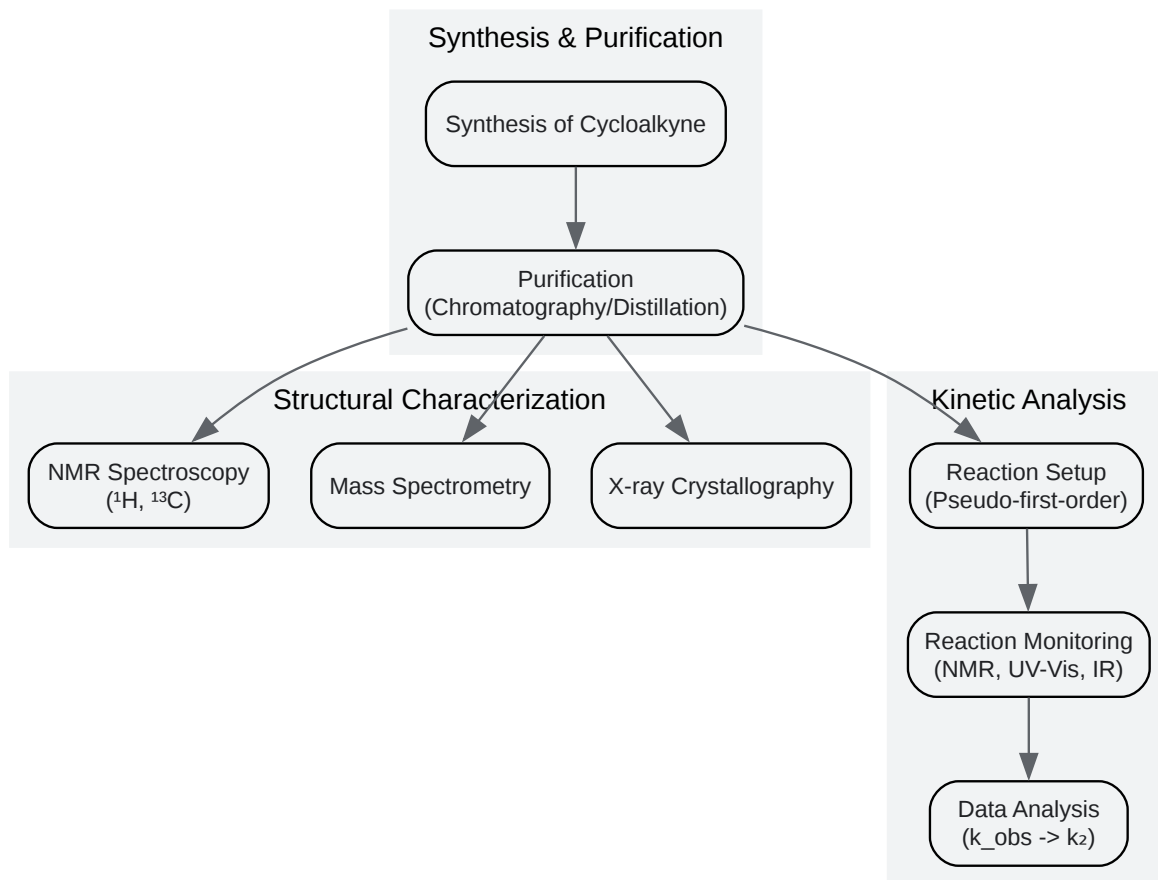 Synthesis & Purification
Synthesis of Cycloalkyne
Purification
(Chromatography/Distillation)
Structural Characterization
NMR Spectroscopy
(¹H, ¹³C)
Mass Spectrometry
X-ray Crystallography
Kinetic Analysis
Reaction Setup
(Pseudo-first-order)
Reaction Monitoring
(NMR, UV-Vis, IR)
Data Analysis
(k_obs -> k₂)